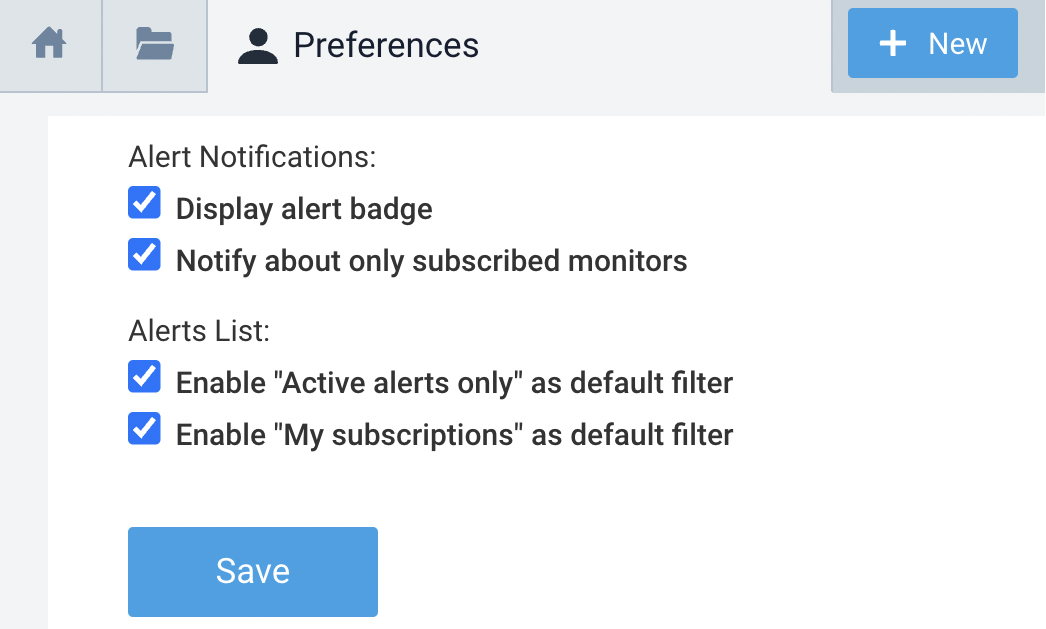 Preferences
New
Alert Notifications:
Display alert badge
Notify about only subscribed monitors
Alerts List:
Enable "Active alerts only" as default filter
Enable "My subscriptions" as default filter
Save